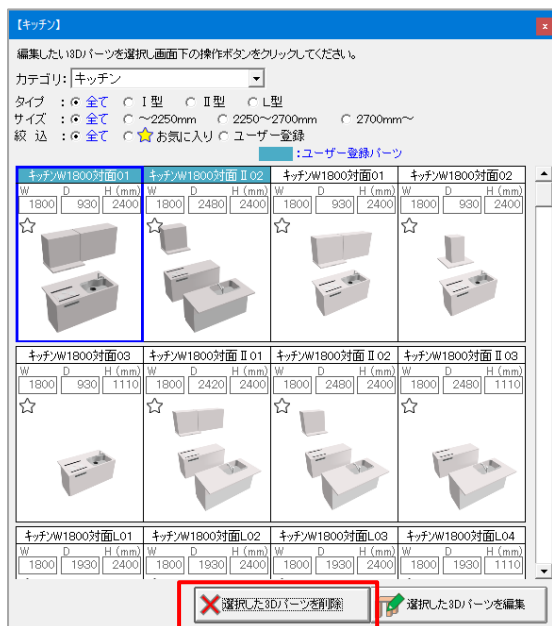 【キッチン】
x
編集したい3Dパーツを選択し画面下の操作ボタンをクリックしてください。
カテゴリ: キッチン
タイプ : 全て Ⅰ型 Ⅱ型 L型
サイズ : 全て ～2250mm 2250～2700mm 2700mm～
絞 込 : 全て お気に入り ユーザー登録
:ユーザー登録パーツ
キッチンW1800対面01 キッチンW1800対面Ⅱ02 キッチンW1800対面01 キッチンW1800対面02
W D H (mm) W D H (mm) W D H (mm) W D H (mm)
1800 930 2400 1800 2480 2400 1800 930 2400 1800 930 2400
キッチンW1800対面03 キッチンW1800対面Ⅱ01 キッチンW1800対面Ⅱ02 キッチンW1800対面Ⅱ03
W D H (mm) W D H (mm) W D H (mm) W D H (mm)
1800 930 1110 1800 2420 2400 1800 2480 2400 1800 2480 1110
キッチンW1800対面L01 キッチンW1800対面L02 キッチンW1800対面L03 キッチンW1800対面L04
W D H (mm) W D H (mm) W D H (mm) W D H (mm)
1800 1930 2400 1800 1930 2400 1800 1930 2400 1800 1930 1110
選択した3Dパーツを削除 選択した3Dパーツを編集